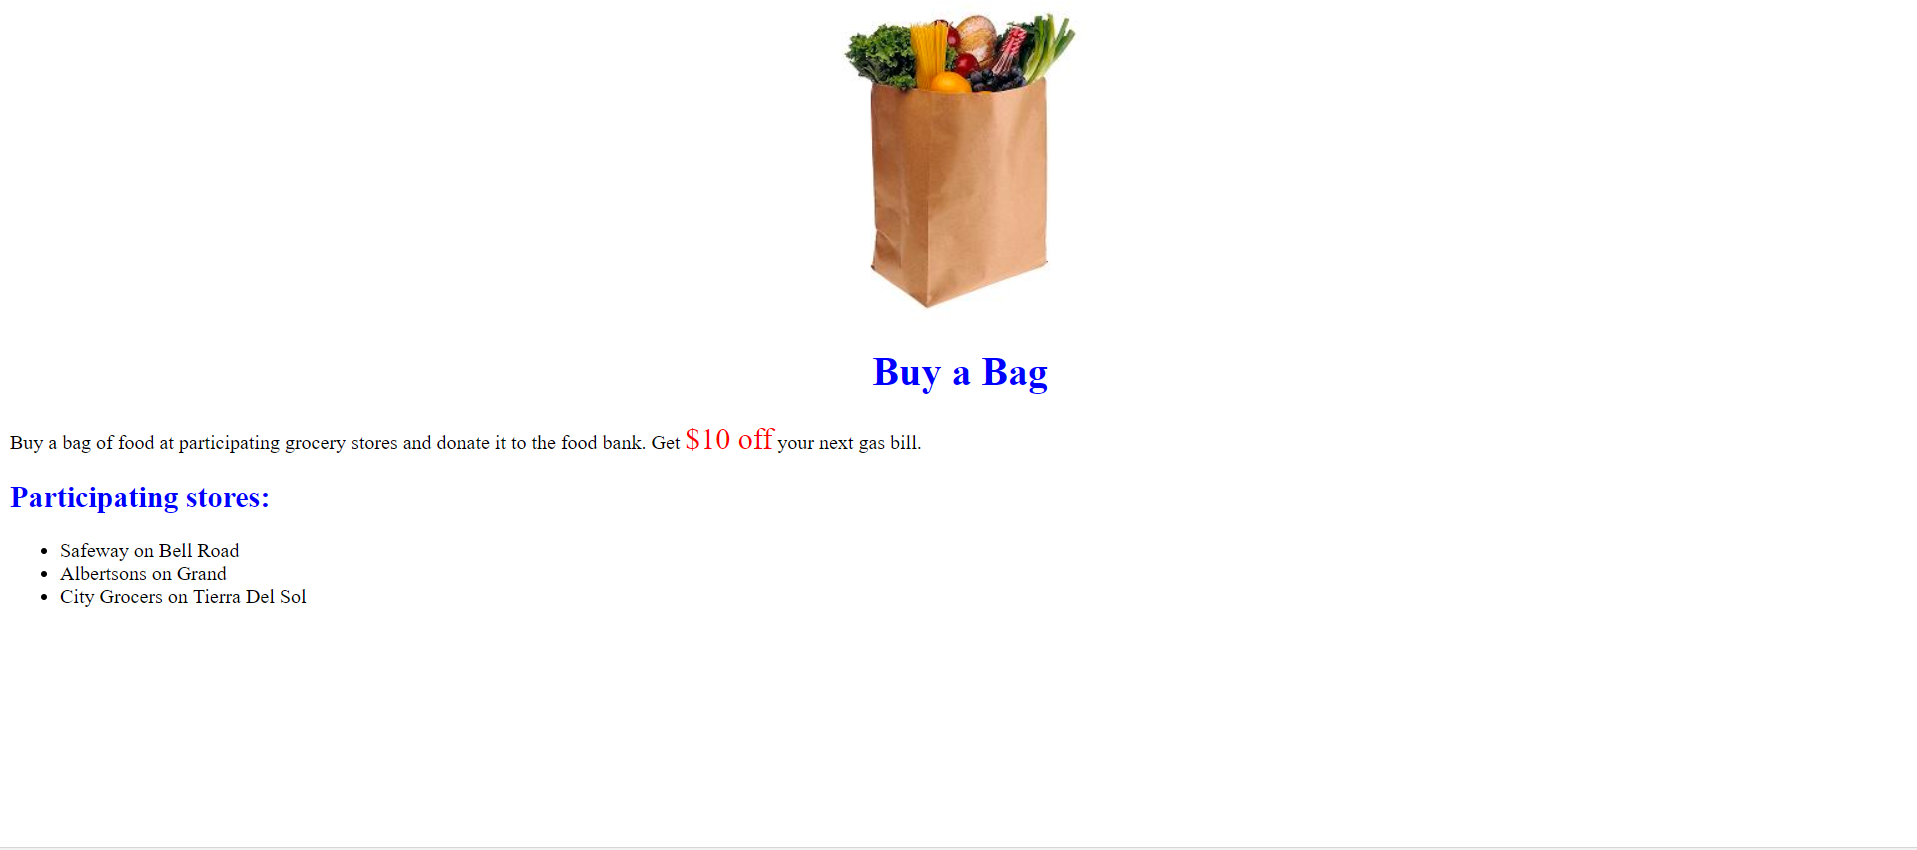 Buy a Bag
Buy a bag of food at participating grocery stores and donate it to the food bank. Get $10 off your next gas bill.
Participating stores:
• Safeway on Bell Road
• Albertsons on Grand
• City Grocers on Tierra Del Sol